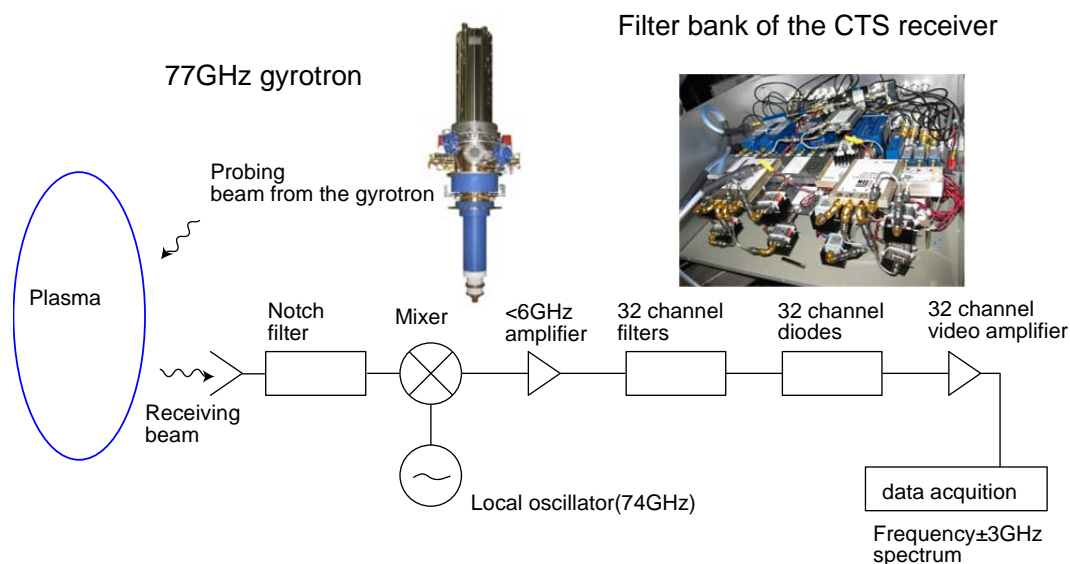 Filter bank of the CTS receiver
77GHz gyrotron
Probing
beam from the gyrotron
Plasma
Notch
filter
Mixer
<6GHz
amplifier
32 channel
filters
32 channel
diodes
32 channel
video amplifier
Receiving
beam
Local oscillator(74GHz)
data acquition
Frequency±3GHz
spectrum